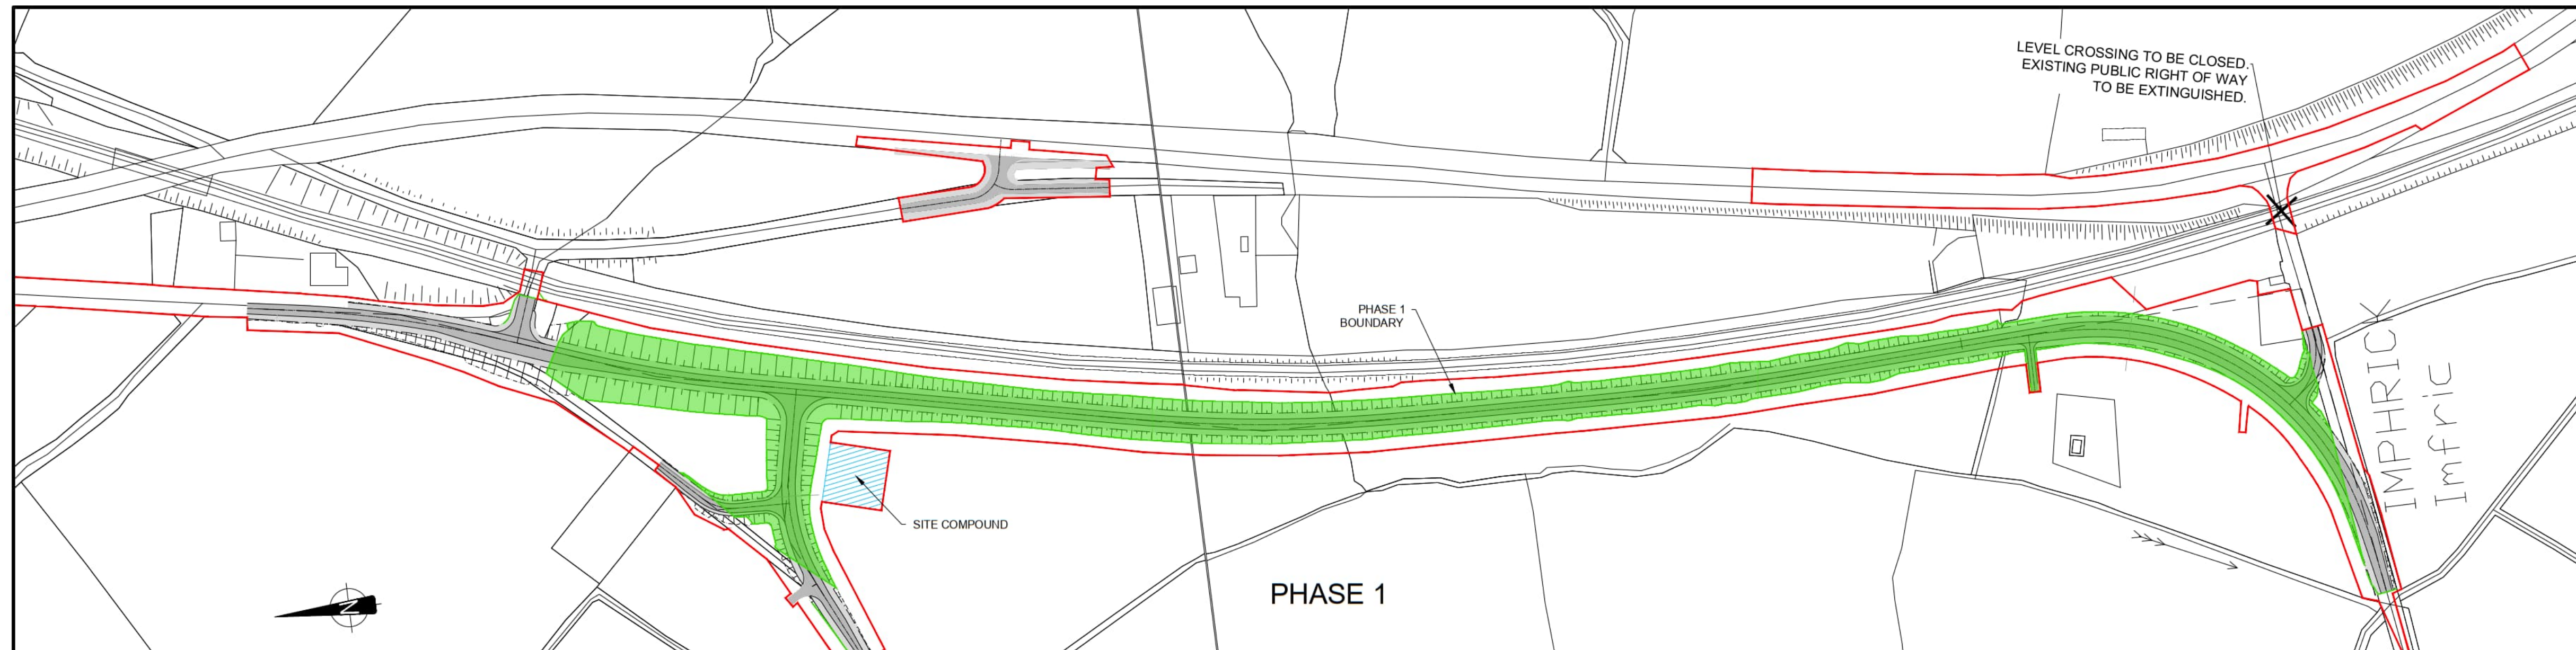 LEVEL CROSSING TO BE CLOSED.
EXISTING PUBLIC RIGHT OF WAY
TO BE EXTINGUISHED.
PHASE 1
BOUNDARY
SITE COMPOUND
PHASE 1
N
IMPHRICK
Imfric